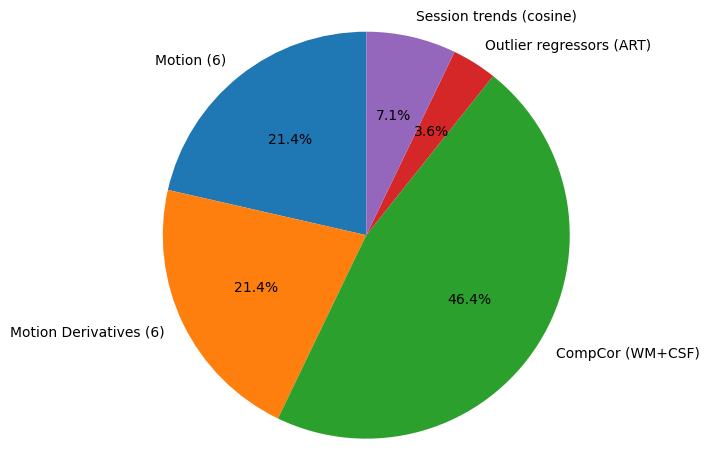 Session trends (cosine)
Outlier regressors (ART)
Motion (6)
7.1%
3.6%
21.4%
21.4%
46.4%
Motion Derivatives (6)
CompCor (WM+CSF)